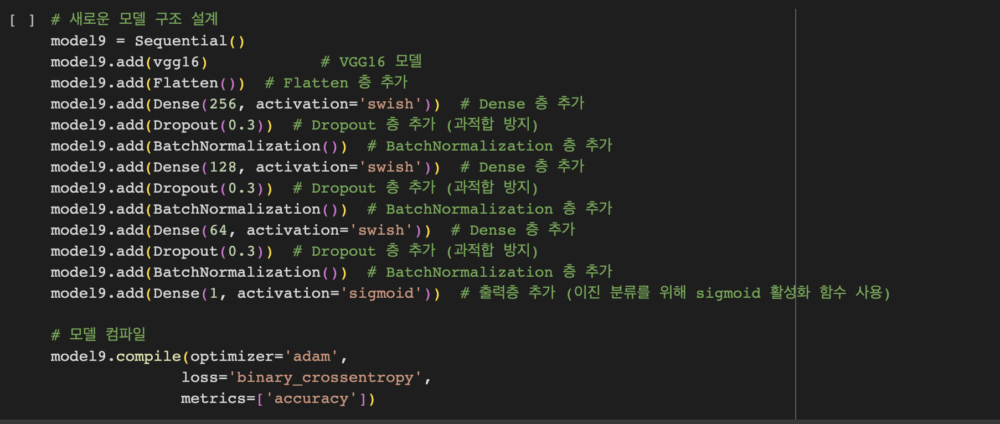 [ ] # 새로운 모델 구조 설계
model9 = Sequential()
model9.add(vgg16)            # VGG16 모델
model9.add(Flatten())  # Flatten 층 추가
model9.add(Dense(256, activation='swish'))  # Dense 층 추가
model9.add(Dropout(0.3))  # Dropout 층 추가 (과적합 방지)
model9.add(BatchNormalization())  # BatchNormalization 층 추가
model9.add(Dense(128, activation='swish'))  # Dense 층 추가
model9.add(Dropout(0.3))  # Dropout 층 추가 (과적합 방지)
model9.add(BatchNormalization())  # BatchNormalization 층 추가
model9.add(Dense(64, activation='swish'))  # Dense 층 추가
model9.add(Dropout(0.3))  # Dropout 층 추가 (과적합 방지)
model9.add(BatchNormalization())  # BatchNormalization 층 추가
model9.add(Dense(1, activation='sigmoid'))  # 출력층 추가 (이진 분류를 위해 sigmoid 활성화 함수 사용)
# 모델 컴파일
model9.compile(optimizer='adam',
              loss='binary_crossentropy',
              metrics=['accuracy'])